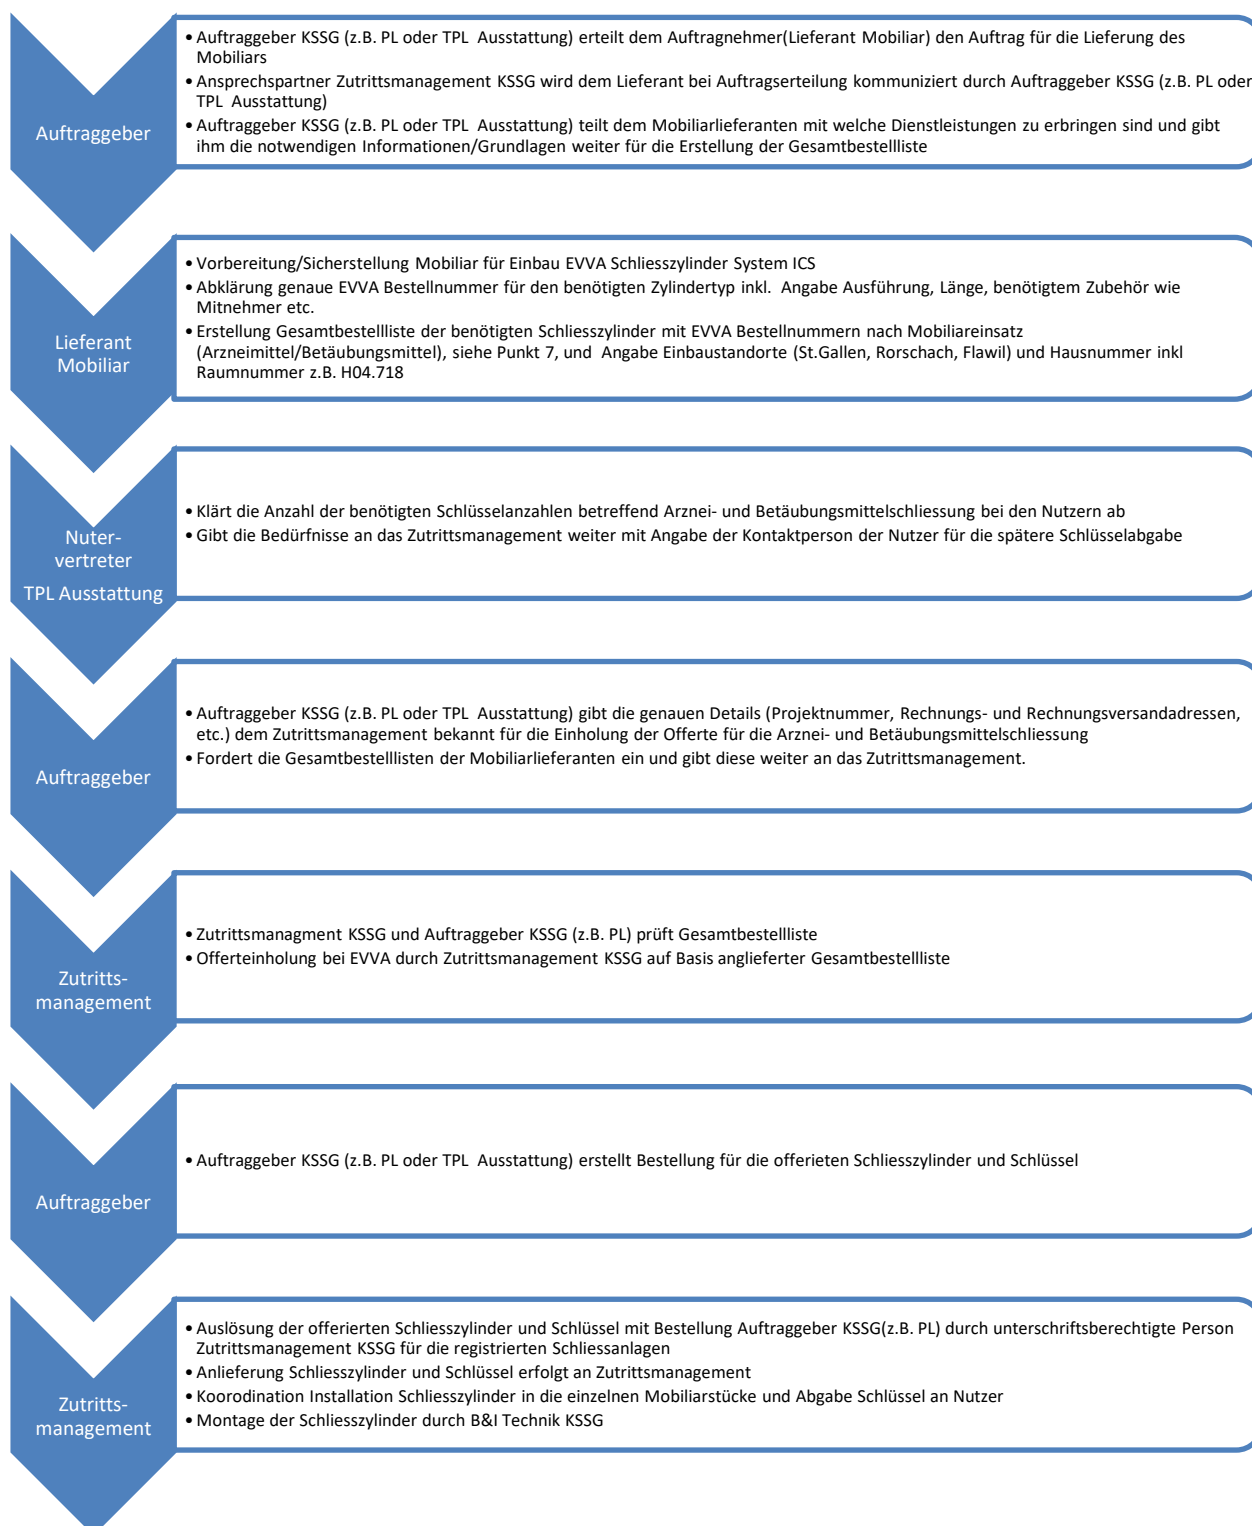 • Auftraggeber KSSG (z.B. PL oder TPL Ausstattung) erteilt dem Auftragnehmer(Lieferant Mobiliar) den Auftrag für die Lieferung des
Mobiliars
• Ansprechspartner Zutrittsmanagement KSSG wird dem Lieferant bei Auftragserteilung kommuniziert durch Auftraggeber KSSG (z.B. PL oder
TPL Ausstattung)
• Auftraggeber KSSG (z.B. PL oder TPL Ausstattung) teilt dem Mobiliarlieferanten mit welche Dienstleistungen zu erbringen sind und gibt
ihm die notwendigen Informationen/Grundlagen weiter für die Erstellung der Gesamtbestellliste
Auftraggeber
• Vorbereitung/Sicherstellung Mobiliar für Einbau EVVA Schliesszylinder System ICS
• Abklärung genaue EVVA Bestellnummer für den benötigten Zylindertyp inkl. Angabe Ausführung, Länge, benötigtem Zubehör wie
Mitnehmer etc.
• Erstellung Gesamtbestellliste der benötigten Schliesszylinder mit EVVA Bestellnummern nach Mobiliareinsatz
(Arzneimittel/Betäubungsmittel), siehe Punkt 7, und Angabe Einbaustandorte (St.Gallen, Rorschach, Flawil) und Hausnummer inkl
Raumnummer z.B. H04.718
Lieferant
Mobiliar
• Klärt die Anzahl der benötigten Schlüsselanzahlen betreffend Arznei- und Betäubungsmittelschliessung bei den Nutzern ab
• Gibt die Bedürfnisse an das Zutrittsmanagement weiter mit Angabe der Kontaktperson der Nutzer für die spätere Schlüsselabgabe
Nuter-
vertreter
TPL Ausstattung
• Auftraggeber KSSG (z.B. PL oder TPL Ausstattung) gibt die genauen Details (Projektnummer, Rechnungs- und Rechnungsversandadressen,
etc.) dem Zutrittsmanagement bekannt für die Einholung der Offerte für die Arznei- und Betäubungsmittelschliessung
• Fordert die Gesamtbestelllisten der Mobiliarlieferanten ein und gibt diese weiter an das Zutrittsmanagement.
Auftraggeber
• Zutrittsmanagment KSSG und Auftraggeber KSSG (z.B. PL) prüft Gesamtbestellliste
• Offerteinholung bei EVVA durch Zutrittsmanagement KSSG auf Basis anglieferter Gesamtbestellliste
Zutritts-
management
• Auftraggeber KSSG (z.B. PL oder TPL Ausstattung) erstellt Bestellung für die offerieten Schliesszylinder und Schlüssel
Auftraggeber
• Auslösung der offerierten Schliesszylinder und Schlüssel mit Bestellung Auftraggeber KSSG(z.B. PL) durch unterschriftsberechtigte Person
Zutrittsmanagement KSSG für die registrierten Schliessanlagen
• Anlieferung Schliesszylinder und Schlüssel erfolgt an Zutrittsmanagement
• Koorodination Installation Schliesszylinder in die einzelnen Mobiliarstücke und Abgabe Schlüssel an Nutzer
• Montage der Schliesszylinder durch B&I Technik KSSG
Zutritts-
management